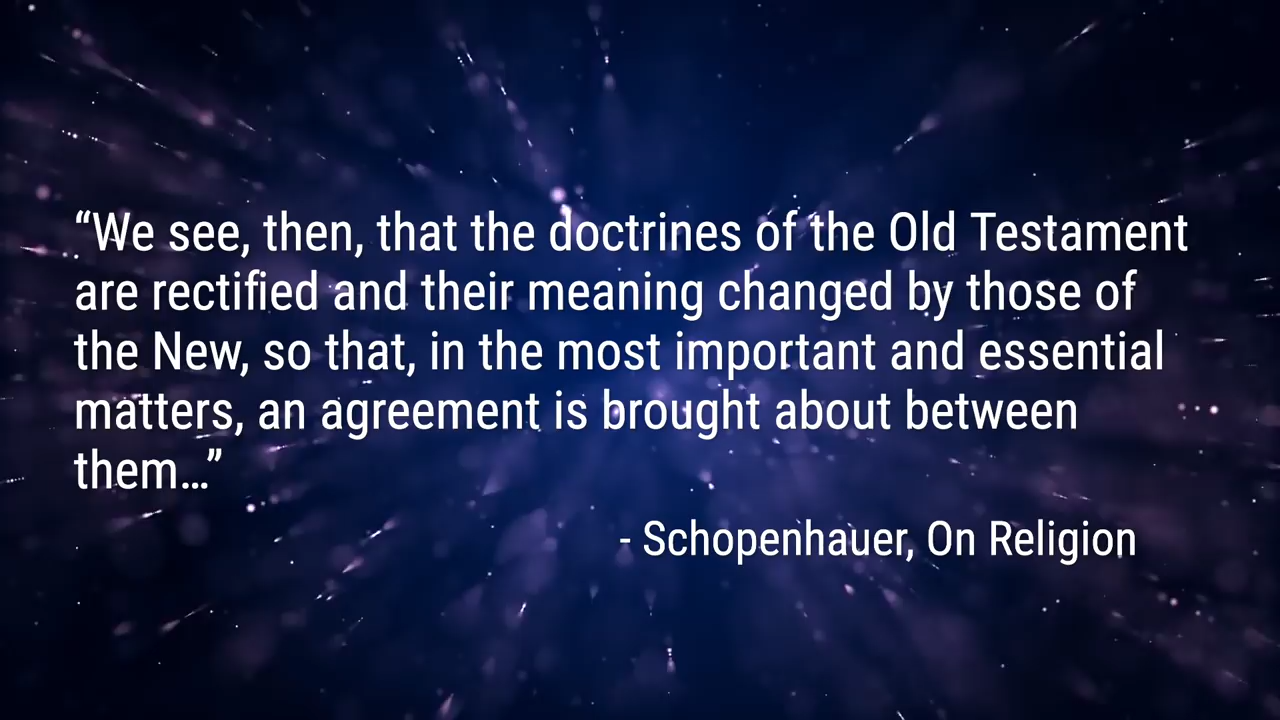 “We see, then, that the doctrines of the Old Testament
are rectified and their meaning changed by those of
the New, so that, in the most important and essential
matters, an agreement is brought about between
them…”
- Schopenhauer, On Religion